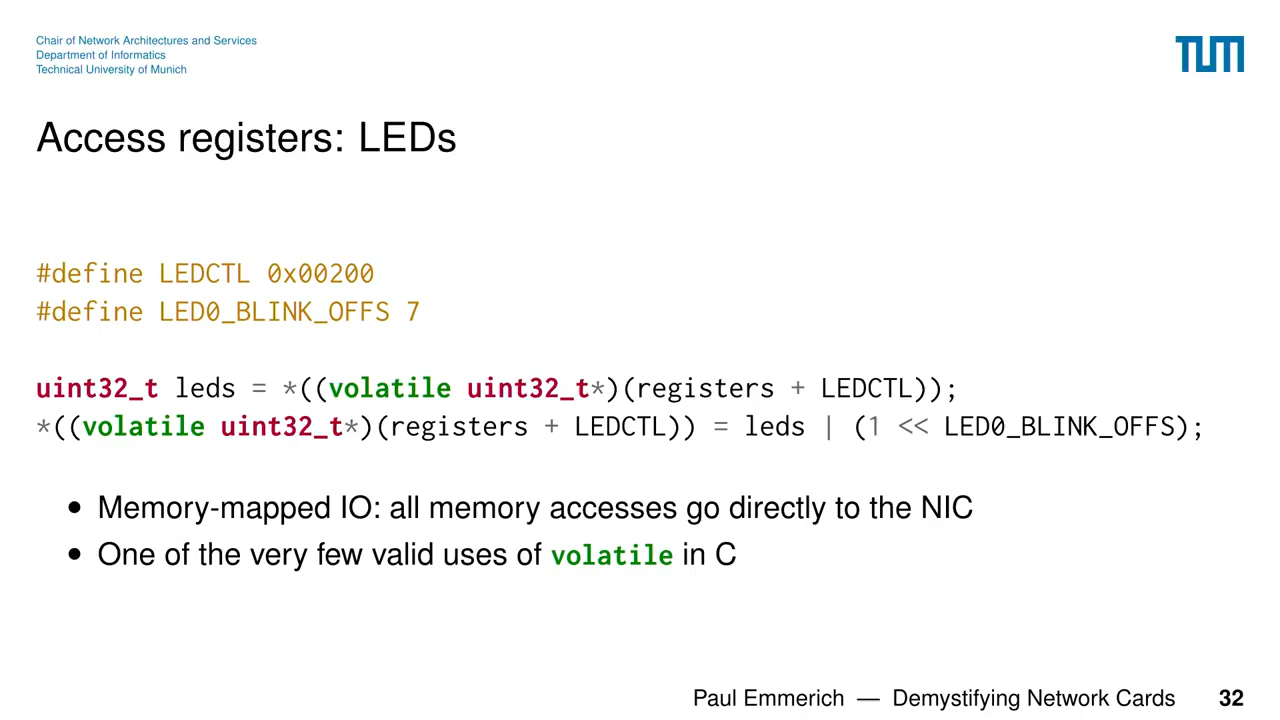 Chair of Network Architectures and Services
Department of Informatics
Technical University of Munich
TUM
Access registers: LEDs
#define LEDCTL 0x00200
#define LED0_BLINK_OFFS 7
uint32_t leds = *((volatile uint32_t*)(registers + LEDCTL));
*((volatile uint32_t*)(registers + LEDCTL)) = leds | (1 << LED0_BLINK_OFFS);
• Memory-mapped IO: all memory accesses go directly to the NIC
• One of the very few valid uses of volatile in C
Paul Emmerich — Demystifying Network Cards 32